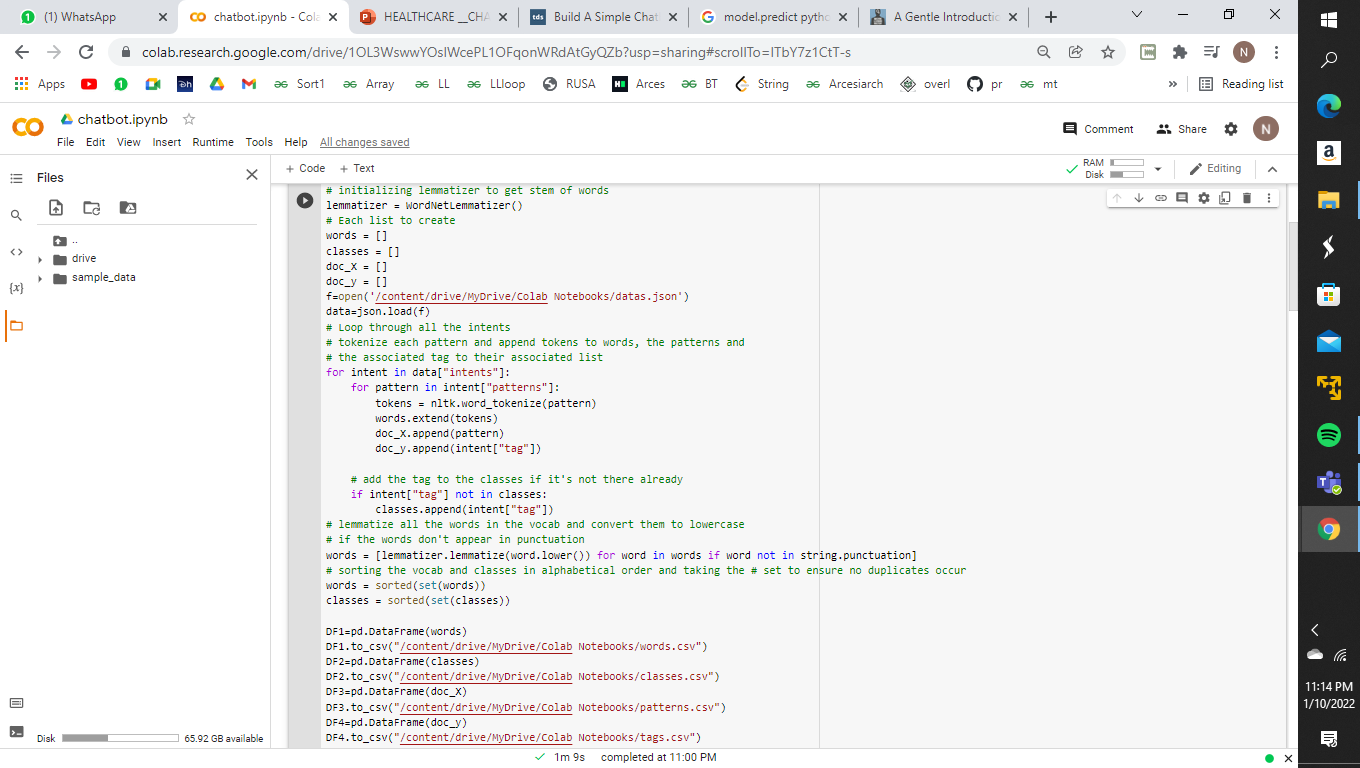 (1) WhatsApp
chatbot.ipynb - Cola
HEALTHCARE __CHA
tds Build A Simple Chat
model.predict pytho
A Gentle Introductio
colab.research.google.com/drive/1OL3WswwYOsIWcePL1OFqonWRdAtGyQZb?usp=sharing#scrollTo=ITbY7z1CtT-s
N
Apps
Sort1
Array
LL
LLloop
RUSA
Arces
BT
String
Arcesiarch
overl
pr
mt
»
Reading list
CO chatbot.ipynb
File Edit View Insert Runtime Tools Help All changes saved
Comment
Share
N
Files
+ Code + Text
RAM
Disk
Editing
..
drive
sample_data
{x}
# initializing lemmatizer to get stem of words
lemmatizer = WordNetLemmatizer()
# Each list to create
words = []
classes = []
doc_X = []
doc_y = []
f=open('/content/drive/MyDrive/Colab Notebooks/datas.json')
data=json.load(f)
# Loop through all the intents
# tokenize each pattern and append tokens to words, the patterns and
# the associated tag to their associated list
for intent in data["intents"]:
    for pattern in intent["patterns"]:
        tokens = nltk.word_tokenize(pattern)
        words.extend(tokens)
        doc_X.append(pattern)
        doc_y.append(intent["tag"])
    # add the tag to the classes if it's not there already
    if intent["tag"] not in classes:
        classes.append(intent["tag"])
# lemmatize all the words in the vocab and convert them to lowercase
# if the words don't appear in punctuation
words = [lemmatizer.lemmatize(word.lower()) for word in words if word not in string.punctuation]
# sorting the vocab and classes in alphabetical order and taking the # set to ensure no duplicates occur
words = sorted(set(words))
classes = sorted(set(classes))
DF1=pd.DataFrame(words)
DF1.to_csv("/content/drive/MyDrive/Colab Notebooks/words.csv")
DF2=pd.DataFrame(classes)
DF2.to_csv("/content/drive/MyDrive/Colab Notebooks/classes.csv")
DF3=pd.DataFrame(doc_X)
DF3.to_csv("/content/drive/MyDrive/Colab Notebooks/patterns.csv")
DF4=pd.DataFrame(doc_y)
DF4.to_csv("/content/drive/MyDrive/Colab Notebooks/tags.csv")
Disk
65.92 GB available
1m 9s completed at 11:00 PM
11:14 PM
1/10/2022